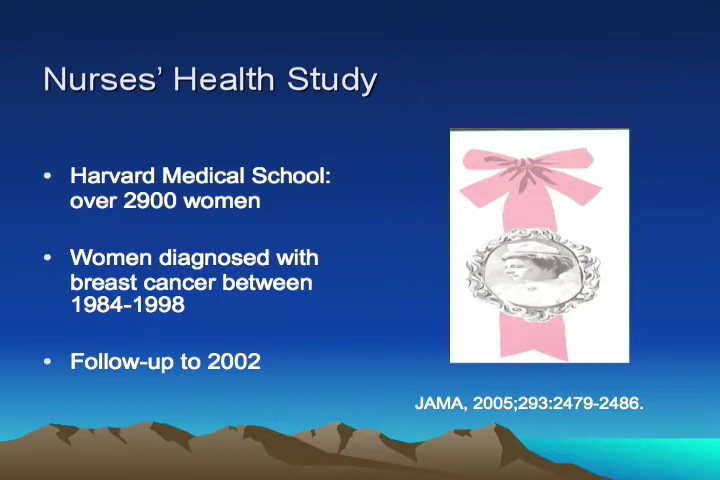 Nurses’ Health Study
• Harvard Medical School:
over 2900 women
• Women diagnosed with
breast cancer between
1984-1998
• Follow-up to 2002
JAMA, 2005;293:2479-2486.